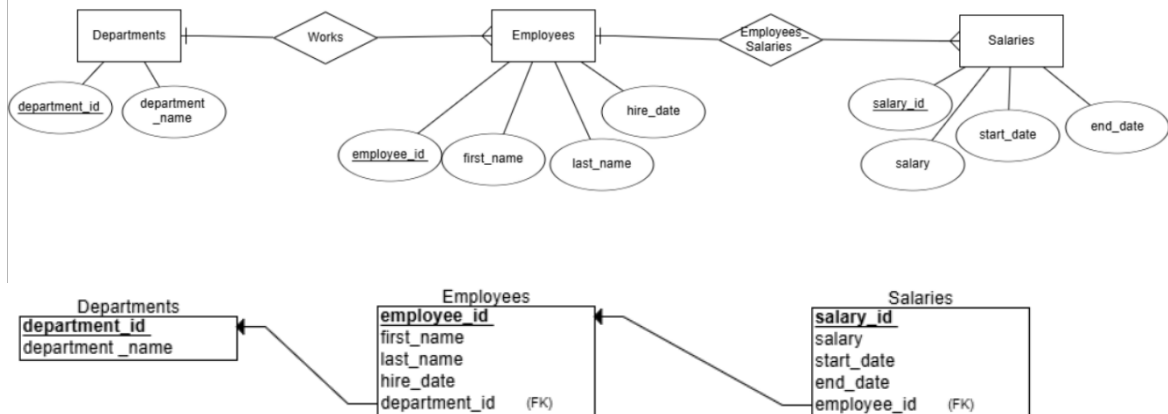 Departments
Works
Employees
Employees_
Salaries
Salaries
department_id
department
_name
employee_id
first_name
last_name
hire_date
salary_id
salary
start_date
end_date
Departments
department_id
department _name
Employees
employee_id
first_name
last_name
hire_date
department_id (FK)
Salaries
salary_id
salary
start_date
end_date
employee_id (FK)